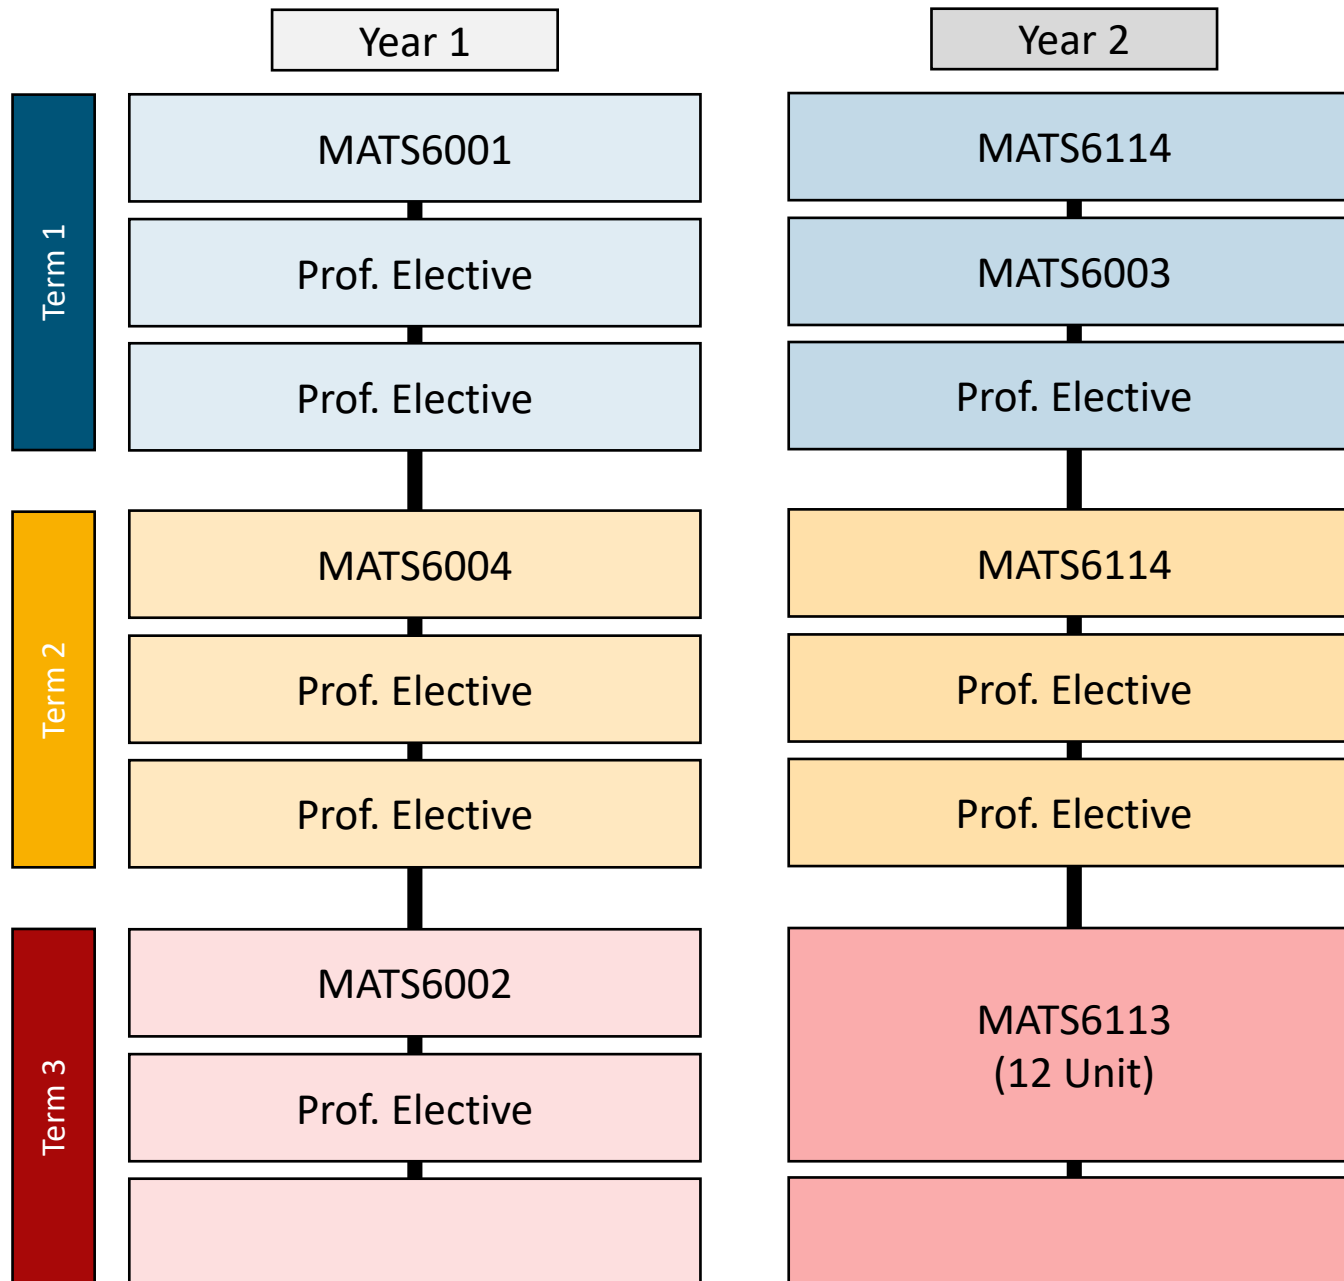 Year 1
Year 2
Term 1
MATS6001
MATS6114
Prof. Elective
MATS6003
Prof. Elective
Prof. Elective
Term 2
MATS6004
MATS6114
Prof. Elective
Prof. Elective
Prof. Elective
Prof. Elective
Term 3
MATS6002
MATS6113
(12 Unit)
Prof. Elective